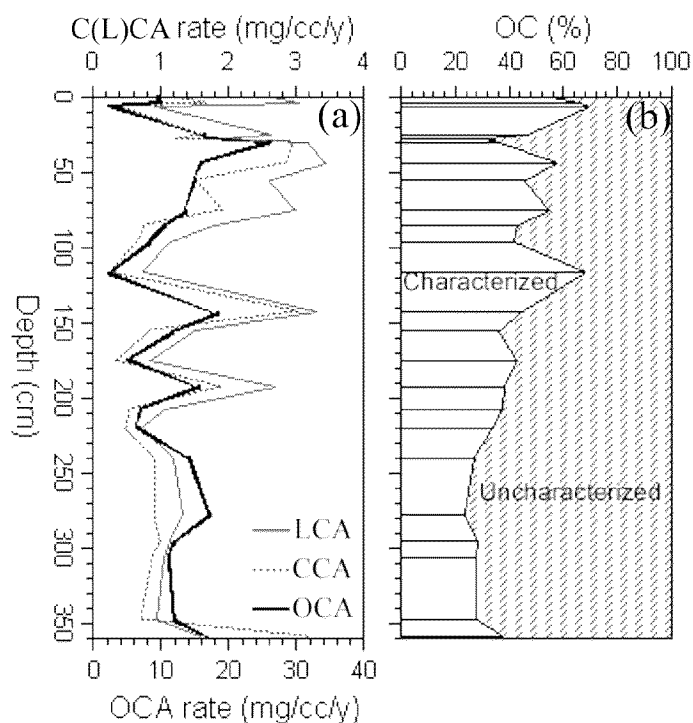 C(L)CA rate (mg/cc/y)
0 1 2 3 4
OC (%)
0 20 40 60 80 100
(a)
(b)
0
50
100
150
200
250
300
350
Depth (cm)
Characterized
Uncharacterized
LCA
CCA
OCA
0 10 20 30 40
OCA rate (mg/cc/y)